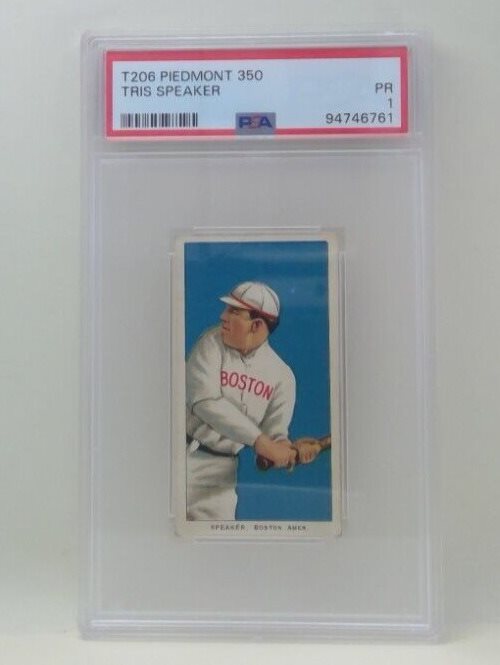 T206 PIEDMONT 350
TRIS SPEAKER
PR
1
PSA
94746761
BOSTON
SPEAKER, BOSTON AMER.